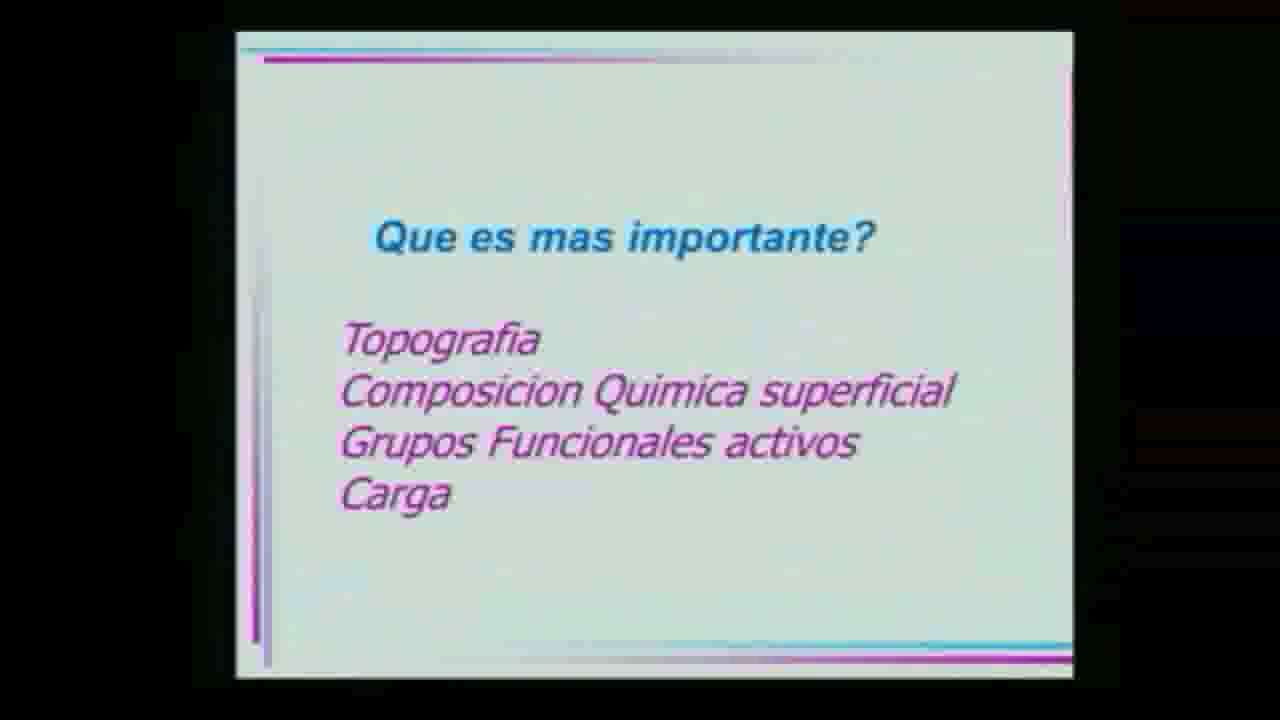 Que es mas importante?
Topografia
Composicion Quimica superficial
Grupos Funcionales activos
Carga